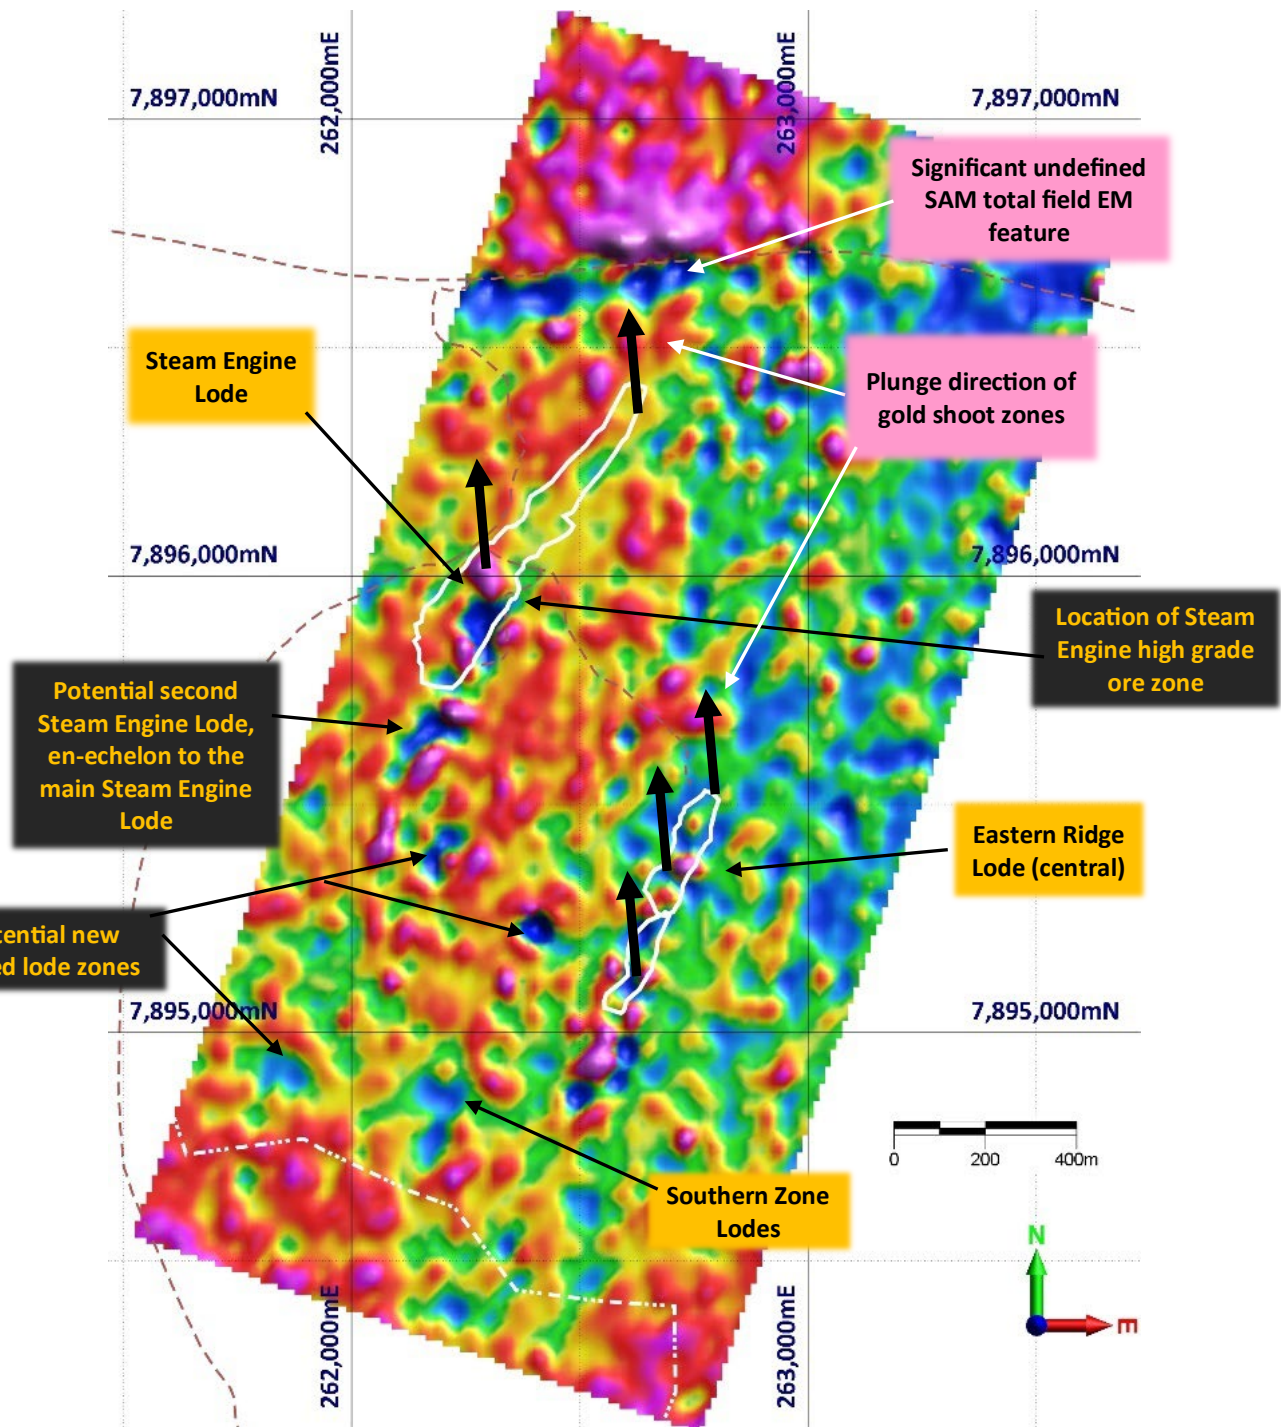 262,000mE
263,000mE
7,897,000mN
7,897,000mN
Significant undefined
SAM total field EM
feature
Steam Engine
Lode
Plunge direction of
gold shoot zones
7,896,000mN
7,896,000mN
Location of Steam
Engine high grade
ore zone
Potential second
Steam Engine Lode,
en-echelon to the
main Steam Engine
Lode
Eastern Ridge
Lode (central)
new
lode zones
7,895,000mN
7,895,000mN
0 200 400m
Southern Zone
Lodes
N
E
262,000mE
263,000mE